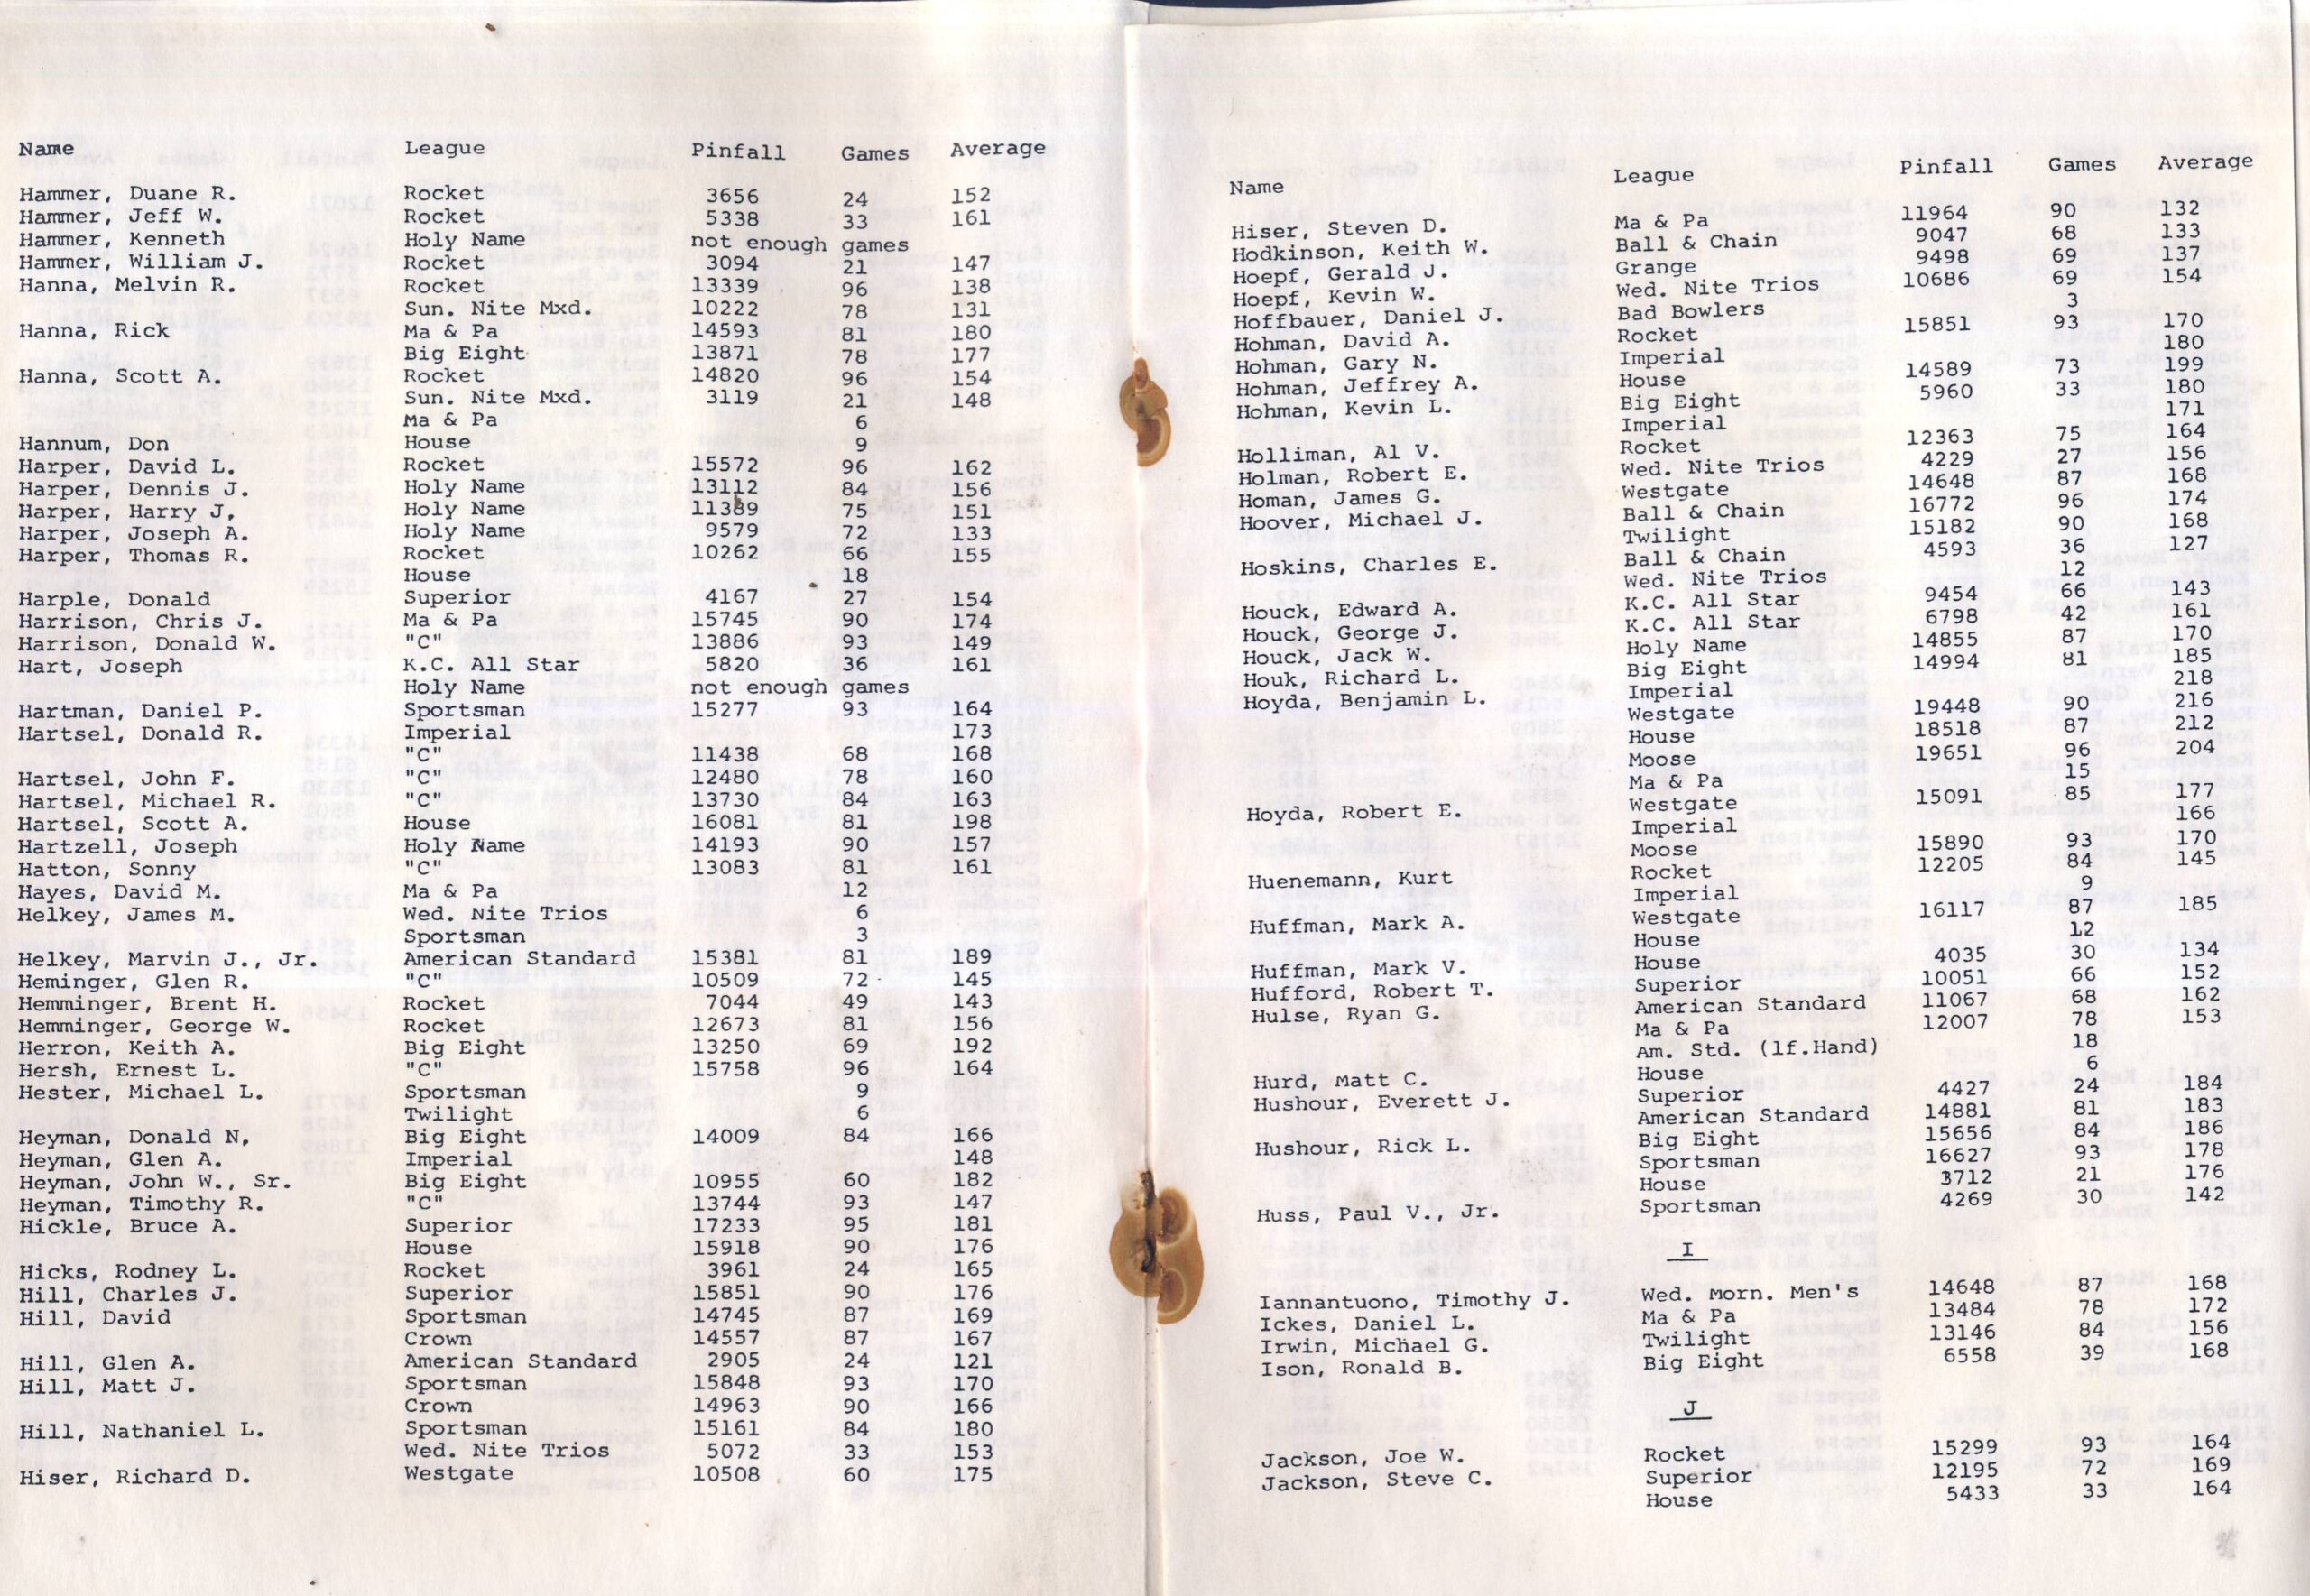 Name League Pinfall Games Average
Hammer, Duane R. Rocket 3656 24 152
Hammer, Jeff W. Rocket 5338 33 161
Hammer, Kenneth Holy Name not enough games
Hammer, William J. Rocket 3094 21 147
Hanna, Melvin R. Rocket 13339 96 138
Sun. Nite Mxd. 10222 78 131
Hanna, Rick Ma & Pa 14593 81 180
Big Eight 13871 78 177
Hanna, Scott A. Rocket 14820 96 154
Sun. Nite Mxd. 3119 21 148
Ma & Pa 6
Hannum, Don House 9
Harper, David L. Rocket 15572 96 162
Harper, Dennis J. Holy Name 13112 84 156
Harper, Harry J, Holy Name 11389 75 151
Harper, Joseph A. Holy Name 9579 72 133
Harper, Thomas R. Rocket 10262 66 155
House 18
Harple, Donald Superior 4167 27 154
Harrison, Chris J. Ma & Pa 15745 90 174
Harrison, Donald W. "C" 13886 93 149
Hart, Joseph K.C. All Star 5820 36 161
Holy Name not enough games
Hartman, Daniel P. Sportsman 15277 93 164
Hartsel, Donald R. Imperial 173
"C" 11438 68 168
Hartsel, John F. "C" 12480 78 160
Hartsel, Michael R. "C" 13730 84 163
Hartsel, Scott A. House 16081 81 198
Hartzell, Joseph Holy Name 14193 90 157
Hatton, Sonny "C" 13083 81 161
Hayes, David M. Ma & Pa 12
Helkey, James M. Wed. Nite Trios 6
Sportsman 3
Helkey, Marvin J., Jr. American Standard 15381 81 189
Heminger, Glen R. "C" 10509 72 145
Hemminger, Brent H. Rocket 7044 49 143
Hemminger, George W. Rocket 12673 81 156
Herron, Keith A. Big Eight 13250 69 192
Hersh, Ernest L. "C" 15758 96 164
Hester, Michael L. Sportsman 9
Twilight 6
Heyman, Donald N, Big Eight 14009 84 166
Heyman, Glen A. Imperial 148
Heyman, John W., Sr. Big Eight 10955 60 182
Heyman, Timothy R. "C" 13744 93 147
Hickle, Bruce A. Superior 17233 95 181
House 15918 90 176
Hicks, Rodney L. Rocket 3961 24 165
Hill, Charles J. Superior 15851 90 176
Hill, David Sportsman 14745 87 169
Crown 14557 87 167
Hill, Glen A. American Standard 2905 24 121
Hill, Matt J. Sportsman 15848 93 170
Crown 14963 90 166
Hill, Nathaniel L. Sportsman 15161 84 180
Wed. Nite Trios 5072 33 153
Hiser, Richard D. Westgate 10508 60 175
Name League Pinfall Games Average
Hiser, Steven D. Ma & Pa 11964 90 132
Hodkinson, Keith W. Ball & Chain 9047 68 133
Hoepf, Gerald J. Grange 9498 69 137
Hoepf, Kevin W. Wed. Nite Trios 10686 69 154
Hoffbauer, Daniel J. Bad Bowlers 3
Hohman, David A. Rocket 15851 93 170
Hohman, Gary N. Imperial 180
Hohman, Jeffrey A. House 14589 73 199
Hohman, Kevin L. Big Eight 5960 33 180
Imperial 171
Holliman, Al V. Rocket 12363 75 164
Holman, Robert E. Wed. Nite Trios 4229 27 156
Homan, James G. Westgate 14648 87 168
Hoover, Michael J. Ball & Chain 16772 96 174
Twilight 15182 90 168
Hoskins, Charles E. Ball & Chain 4593 36 127
Wed. Nite Trios 12
Houck, Edward A. K.C. All Star 9454 66 143
Houck, George J. K.C. All Star 6798 42 161
Houck, Jack W. Holy Name 14855 87 170
Houk, Richard L. Big Eight 14994 81 185
Hoyda, Benjamin L. Imperial 218
Westgate 19448 90 216
House 18518 87 212
Moose 19651 96 204
Ma & Pa 15
Hoyda, Robert E. Westgate 15091 85 177
Imperial 166
Moose 15890 93 170
Huenemann, Kurt Rocket 12205 84 145
Imperial 9
Huffman, Mark A. Westgate 16117 87 185
House 12
Huffman, Mark V. House 4035 30 134
Hufford, Robert T. Superior 10051 66 152
Hulse, Ryan G. American Standard 11067 68 162
Ma & Pa 12007 78 153
Am. Std. (lf.Hand) 18
Hurd, Matt C. House 6
Hushour, Everett J. Superior 4427 24 184
American Standard 14881 81 183
Hushour, Rick L. Big Eight 15656 84 186
Sportsman 16627 93 178
House 3712 21 176
Huss, Paul V., Jr. Sportsman 4269 30 142
I
Iannantuono, Timothy J. Wed. Morn. Men's 14648 87 168
Ickes, Daniel L. Ma & Pa 13484 78 172
Irwin, Michael G. Twilight 13146 84 156
Ison, Ronald B. Big Eight 6558 39 168
J
Jackson, Joe W. Rocket 15299 93 164
Jackson, Steve C. Superior 12195 72 169
House 5433 33 164